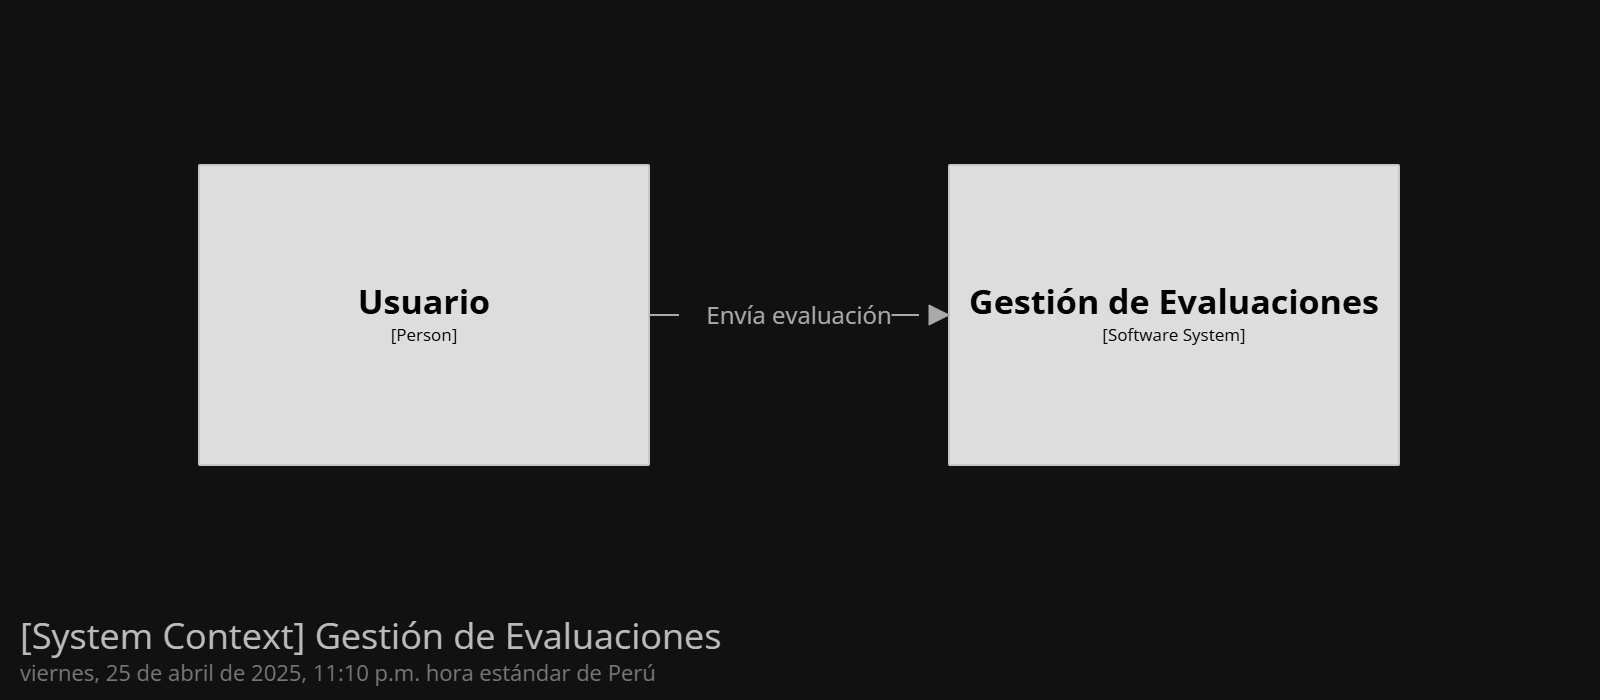 Usuario
[Person]
Envía evaluación
Gestión de Evaluaciones
[Software System]
[System Context] Gestión de Evaluaciones
viernes, 25 de abril de 2025, 11:10 p.m. hora estándar de Perú